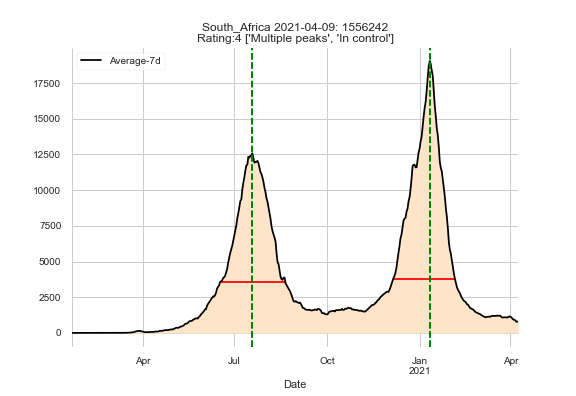 South_Africa 2021-04-09: 1556242
Rating:4 ['Multiple peaks', 'In control']
Average-7d
17500
15000
12500
10000
7500
5000
2500
0
Apr
Jul
Oct
Jan
2021
Apr
Date